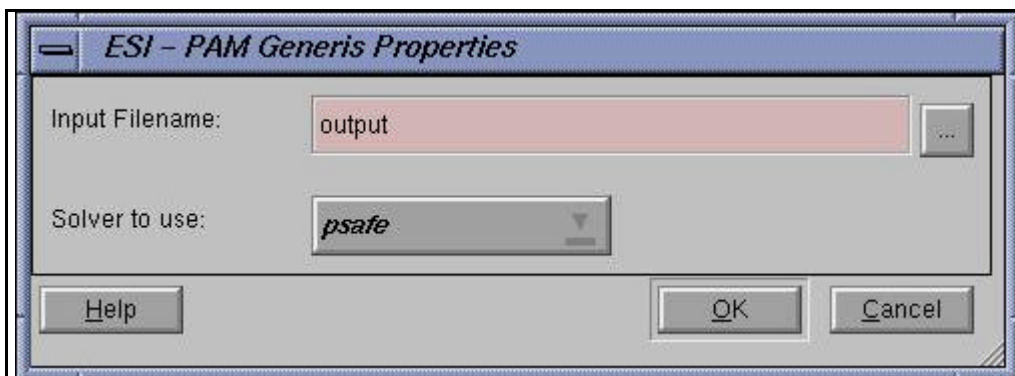 ESI – PAM Generis Properties
Input Filename:
output
...
Solver to use:
psafe
Help
OK
Cancel